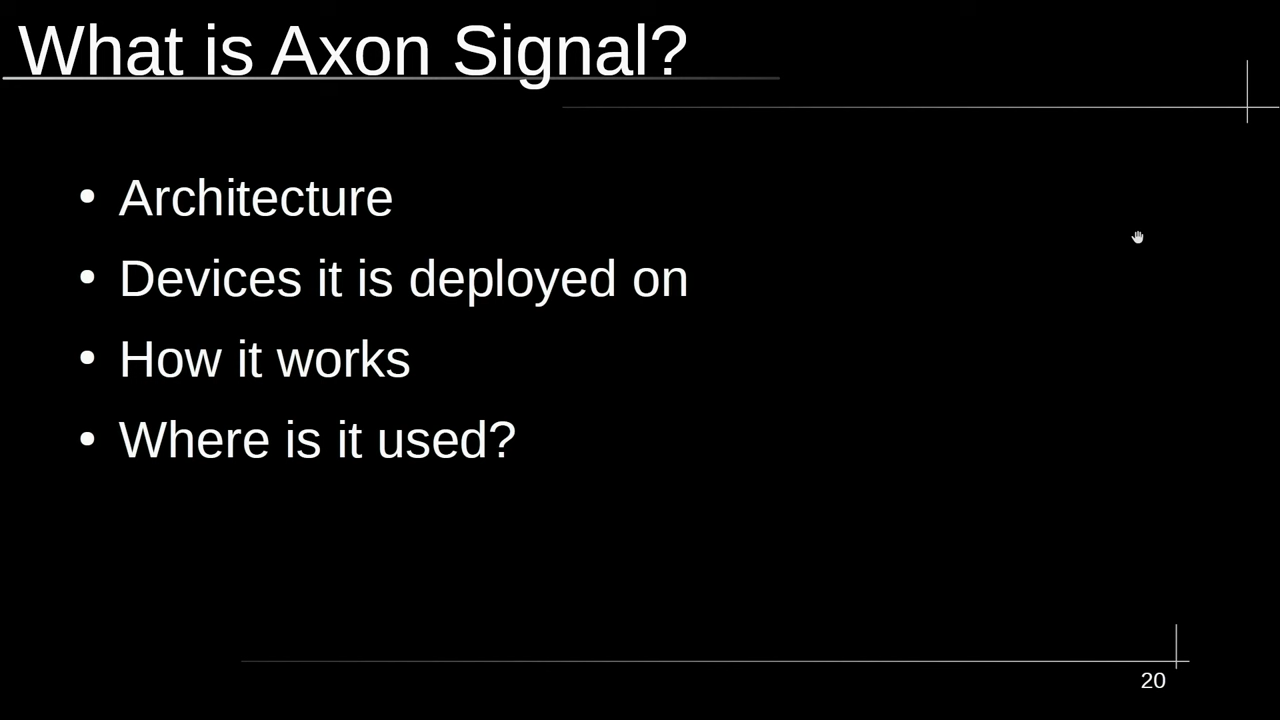 What is Axon Signal?
• Architecture
• Devices it is deployed on
• How it works
• Where is it used?
20